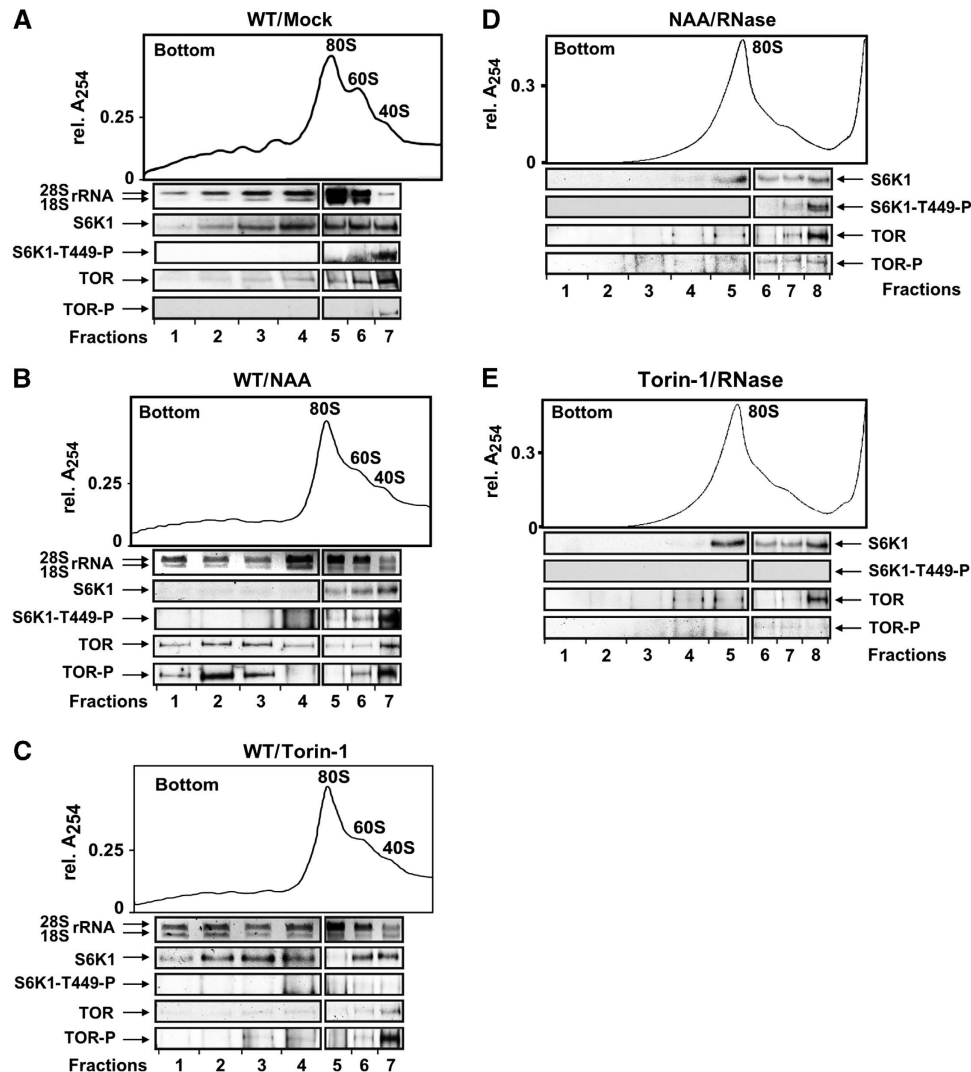 A
WT/Mock
Bottom
80S
60S
40S
rel. A254
0.25
0
28S
18S rRNA
S6K1
S6K1-T449-P
TOR
TOR-P
Fractions 1 2 3 4 5 6 7
B
WT/NAA
Bottom
80S
60S
40S
rel. A254
0.25
0
28S
18S rRNA
S6K1
S6K1-T449-P
TOR
TOR-P
Fractions 1 2 3 4 5 6 7
C
WT/Torin-1
Bottom
80S
60S
40S
rel. A254
0.25
0
28S
18S rRNA
S6K1
S6K1-T449-P
TOR
TOR-P
Fractions 1 2 3 4 5 6 7
D
NAA/RNase
Bottom
80S
rel. A254
0.3
0
S6K1
S6K1-T449-P
TOR
TOR-P
1 2 3 4 5 6 7 8 Fractions
E
Torin-1/RNase
Bottom
80S
rel. A254
0.3
0
S6K1
S6K1-T449-P
TOR
TOR-P
1 2 3 4 5 6 7 8 Fractions